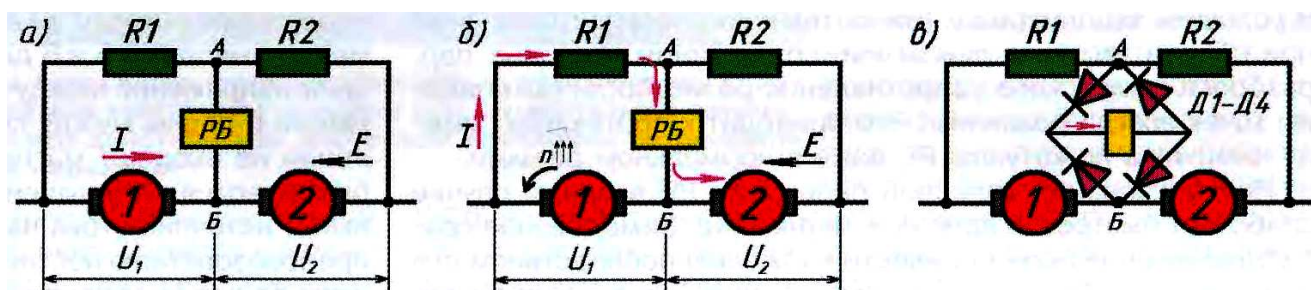 а) R1 А R2
РБ
I E
1 Б 2
U₁ U₂
б) R1 А R2
I РБ
n E
1 Б 2
U₁ U₂
в) R1 А R2
Д1-Д4
1 Б 2